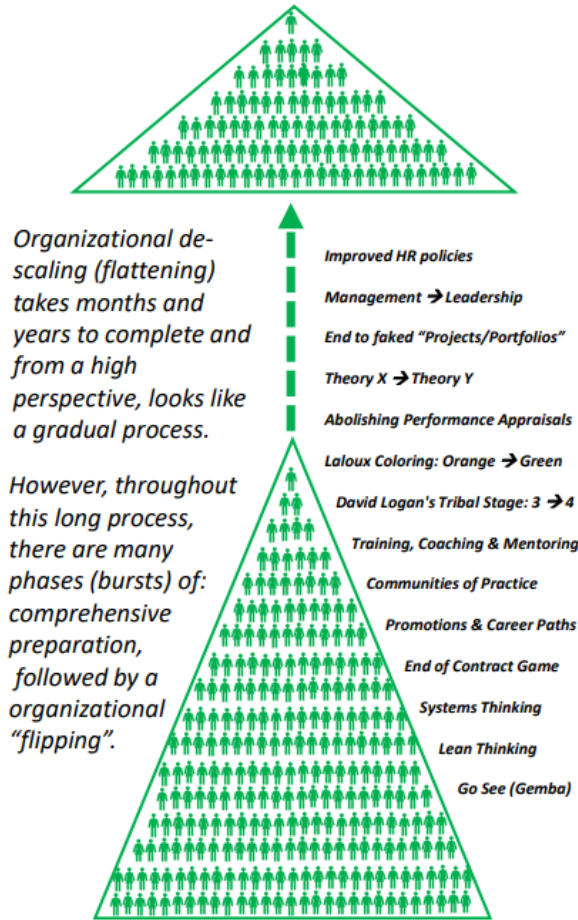 Organizational de-
scaling (flattening)
takes months and
years to complete and
from a high
perspective, looks like
a gradual process.
However, throughout
this long process,
there are many
phases (bursts) of:
comprehensive
preparation,
followed by a
organizational
“flipping”.
Improved HR policies
Management ➔ Leadership
End to faked “Projects/Portfolios”
Theory X ➔ Theory Y
Abolishing Performance Appraisals
Laloux Coloring: Orange ➔ Green
David Logan's Tribal Stage: 3 ➔ 4
Training, Coaching & Mentoring
Communities of Practice
Promotions & Career Paths
End of Contract Game
Systems Thinking
Lean Thinking
Go See (Gemba)